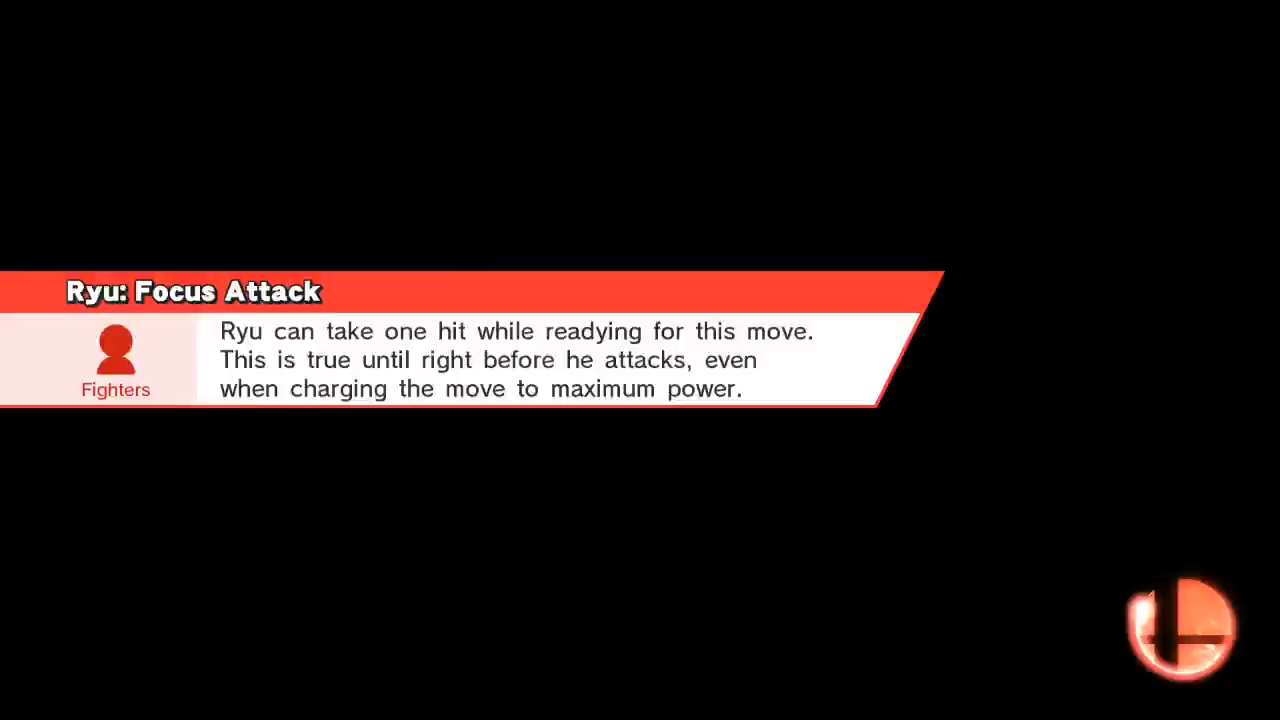 Ryu: Focus Attack
Ryu can take one hit while readying for this move.
This is true until right before he attacks, even
when charging the move to maximum power.
Fighters